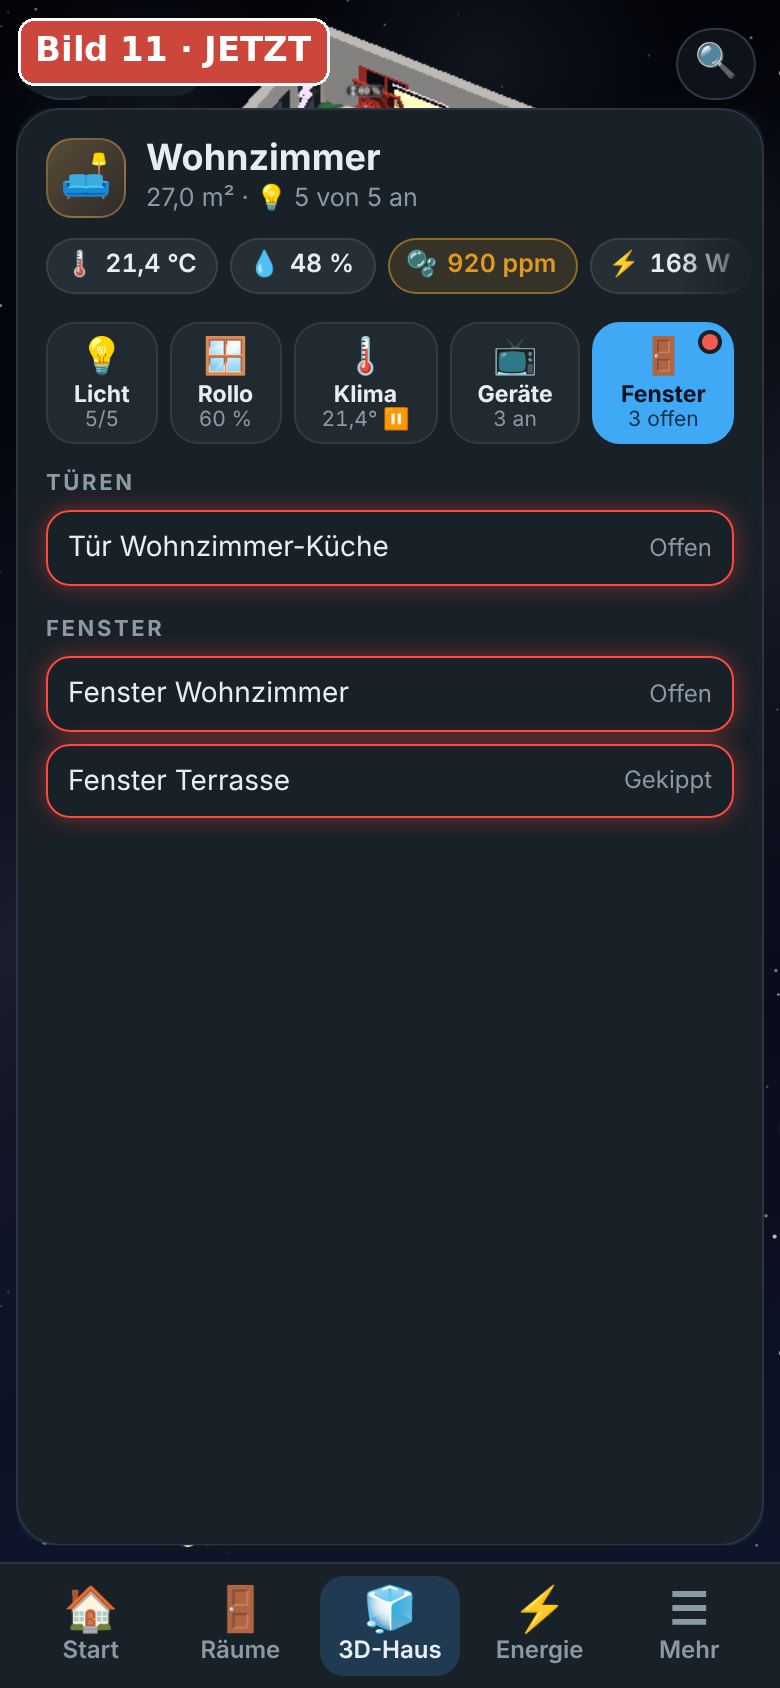 Bild 11 · JETZT
Wohnzimmer
27,0 m² · 5 von 5 an
21,4 °C
48 %
920 ppm
168 W
Licht
5/5
Rollo
60 %
Klima
21,4°
Geräte
3 an
Fenster
3 offen
TÜREN
Tür Wohnzimmer-Küche Offen
FENSTER
Fenster Wohnzimmer Offen
Fenster Terrasse Gekippt
Start
Räume
3D-Haus
Energie
Mehr